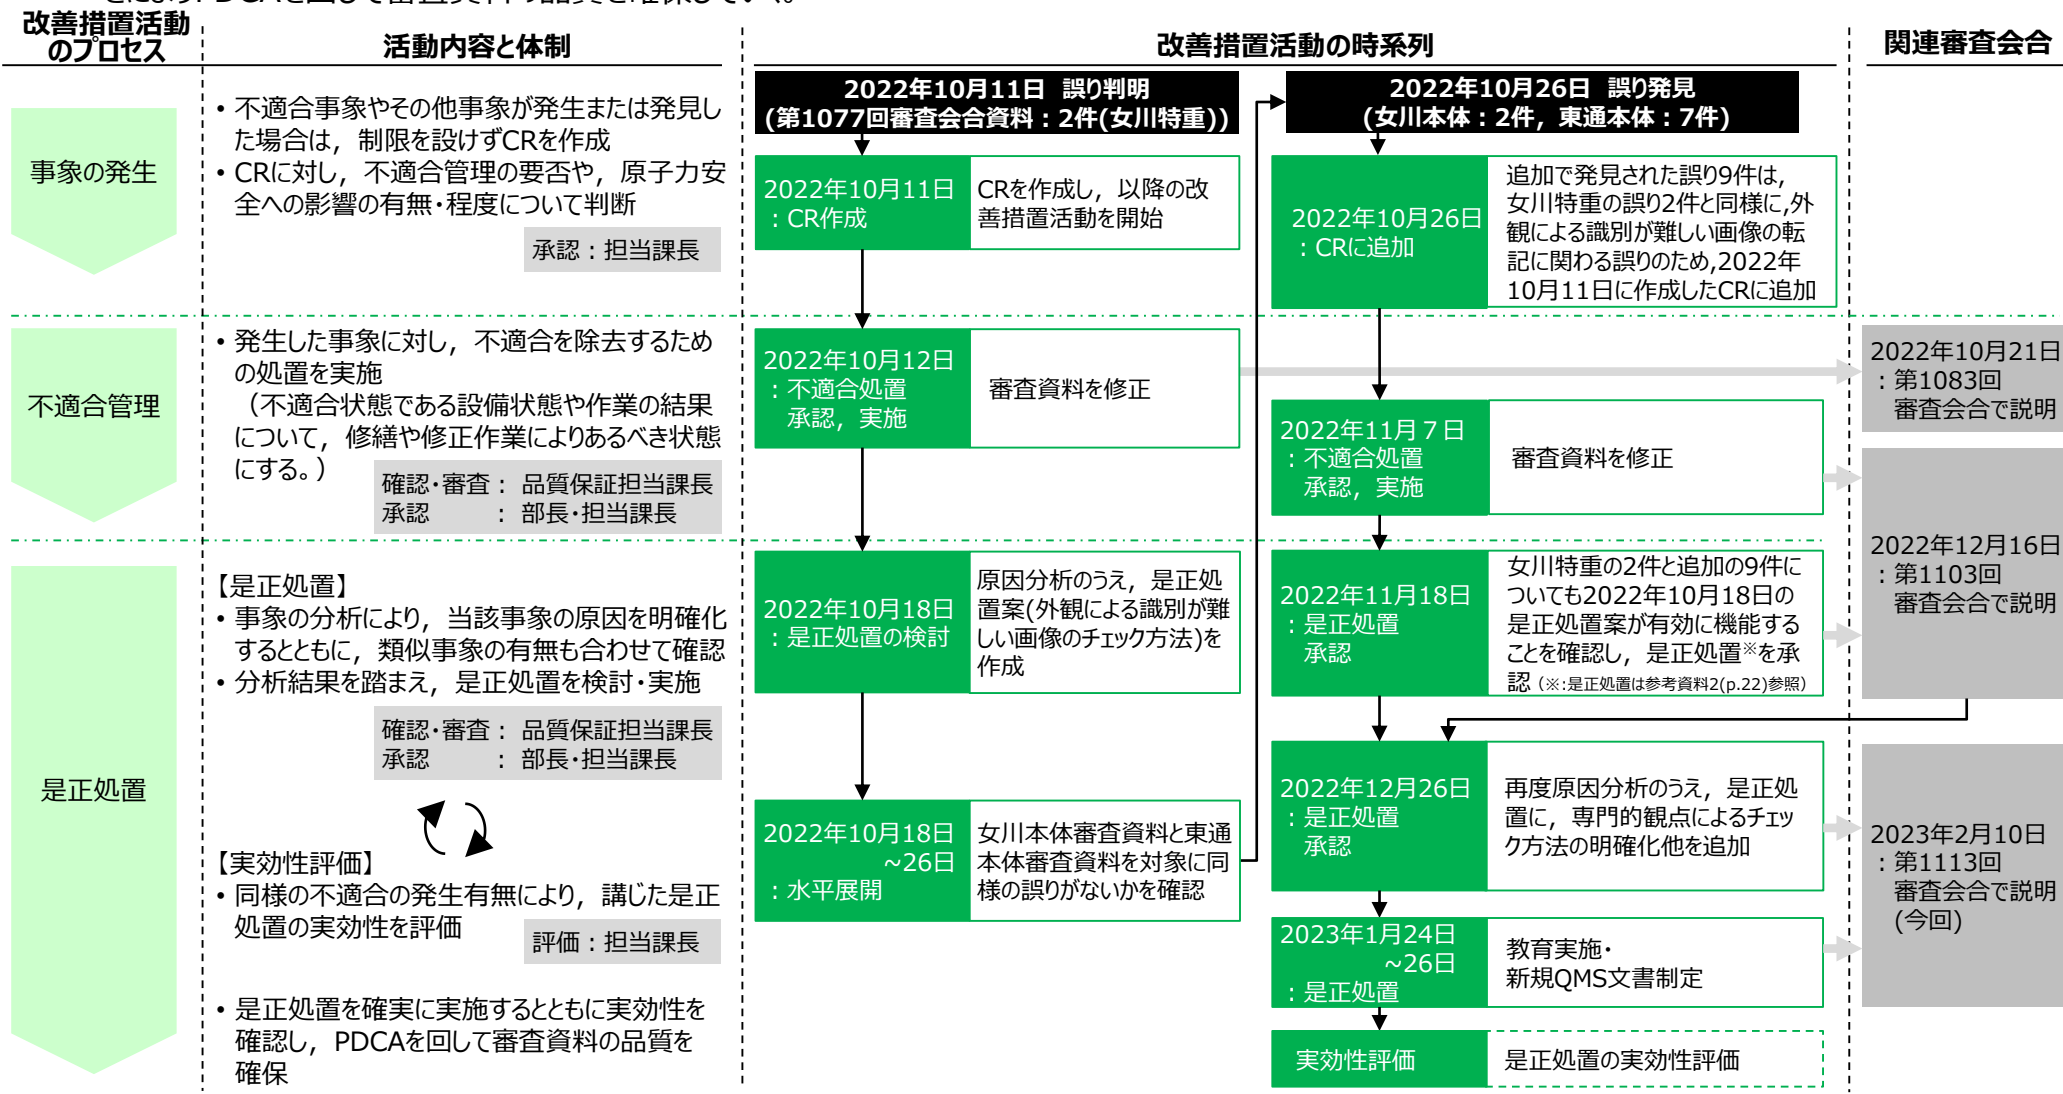 改善措置活動
のプロセス
活動内容と体制
改善措置活動の時系列
関連審査会合
事象の発生
• 不適合事象やその他事象が発生または発見し
た場合は，制限を設けずCRを作成
• CRに対し，不適合管理の要否や，原子力安
全への影響の有無・程度について判断
承認：担当課長
2022年10月11日 誤り判明
(第1077回審査会合資料：2件(女川特重))
2022年10月11日
：CR作成
CRを作成し，以降の改
善措置活動を開始
2022年10月26日 誤り発見
(女川本体：2件，東通本体：7件)
2022年10月26日
：CRに追加
追加で発見された誤り9件は，
女川特重の誤り2件と同様に,外
観による識別が難しい画像の転
記に関わる誤りのため,2022年
10月11日に作成したCRに追加
不適合管理
• 発生した事象に対し，不適合を除去するため
の処置を実施
（不適合状態である設備状態や作業の結果
について，修繕や修正作業によりあるべき状態
にする。）
確認・審査： 品質保証担当課長
承認 ： 部長・担当課長
2022年10月12日
：不適合処置
承認，実施
審査資料を修正
2022年11月７日
：不適合処置
承認，実施
審査資料を修正
2022年10月21日
：第1083回
審査会合で説明
是正処置
【是正処置】
• 事象の分析により，当該事象の原因を明確化
するとともに，類似事象の有無も合わせて確認
• 分析結果を踏まえ，是正処置を検討・実施
確認・審査： 品質保証担当課長
承認 ： 部長・担当課長
【実効性評価】
• 同様の不適合の発生有無により，講じた是正
処置の実効性を評価
評価：担当課長
• 是正処置を確実に実施するとともに実効性を
確認し，PDCAを回して審査資料の品質を
確保
2022年10月18日
：是正処置の検討
原因分析のうえ，是正処
置案(外観による識別が難
しい画像のチェック方法)を
作成
2022年10月18日
~26日
：水平展開
女川本体審査資料と東通
本体審査資料を対象に同
様の誤りがないかを確認
2022年11月18日
：是正処置
承認
女川特重の2件と追加の9件に
ついても2022年10月18日の
是正処置案が有効に機能する
ことを確認し，是正処置※を承
認（※:是正処置は参考資料2(p.22)参照）
2022年12月26日
：是正処置
承認
再度原因分析のうえ，是正処
置に，専門的観点によるチェッ
ク方法の明確化他を追加
2023年1月24日
~26日
：是正処置
教育実施・
新規QMS文書制定
実効性評価
是正処置の実効性評価
2022年12月16日
：第1103回
審査会合で説明
2023年2月10日
：第1113回
審査会合で説明
(今回)